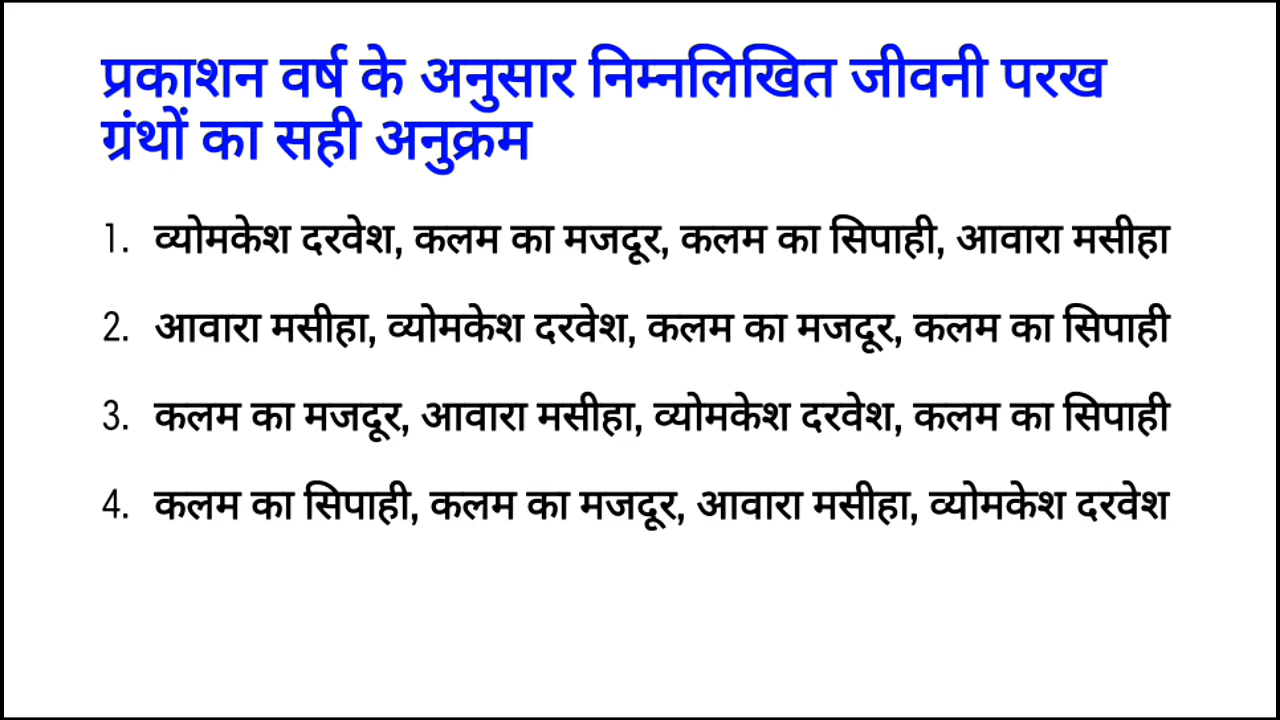 प्रकाशन वर्ष के अनुसार निम्नलिखित जीवनी परख
ग्रंथों का सही अनुक्रम
1. व्योमकेश दरवेश, कलम का मजदूर, कलम का सिपाही, आवारा मसीहा
2. आवारा मसीहा, व्योमकेश दरवेश, कलम का मजदूर, कलम का सिपाही
3. कलम का मजदूर, आवारा मसीहा, व्योमकेश दरवेश, कलम का सिपाही
4. कलम का सिपाही, कलम का मजदूर, आवारा मसीहा, व्योमकेश दरवेश